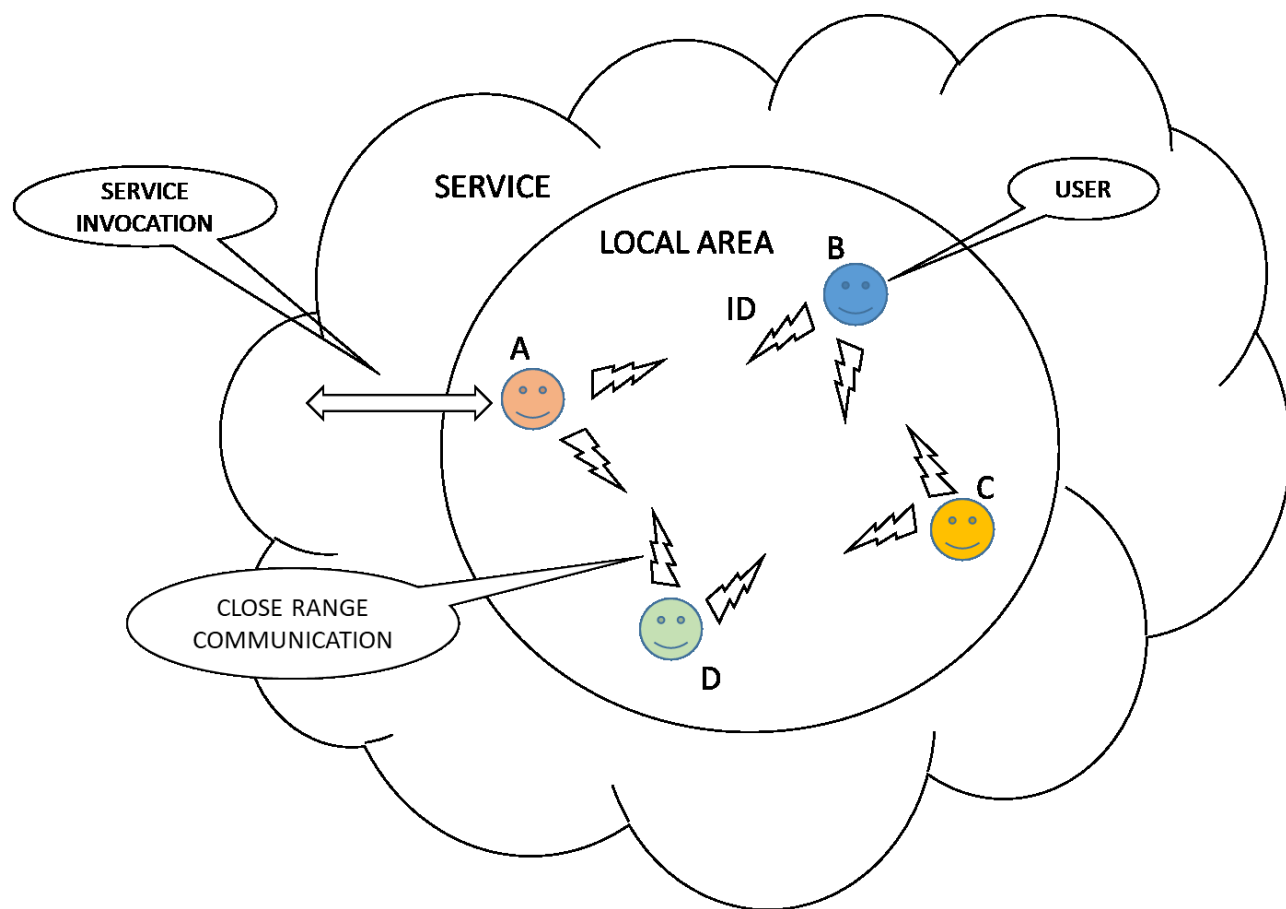 SERVICE
INVOCATION
SERVICE
USER
LOCAL AREA
B
ID
A
C
CLOSE RANGE
COMMUNICATION
D